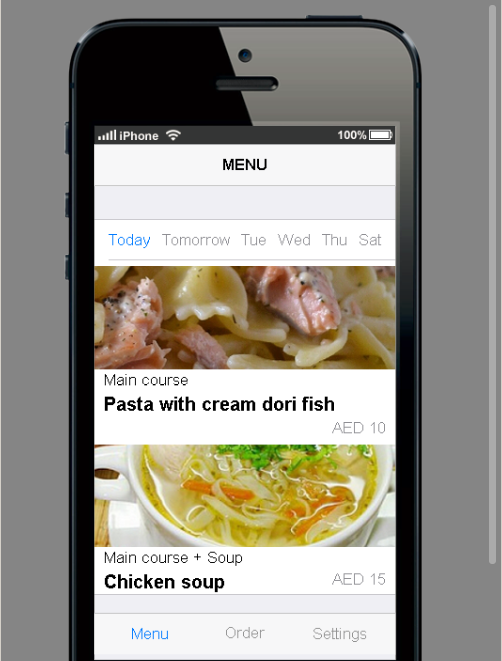 iPhone 100%
MENU
Today Tomorrow Tue Wed Thu Sat
Main course
Pasta with cream dori fish
AED 10
Main course + Soup
Chicken soup AED 15
Menu Order Settings